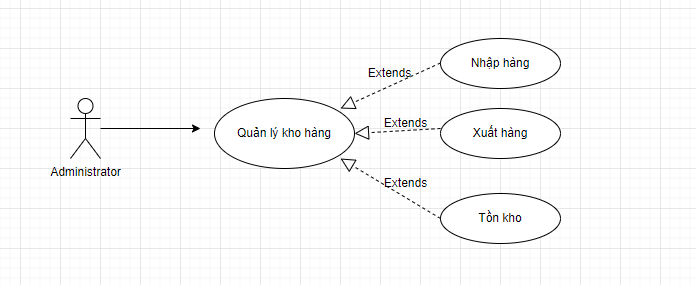 Nhập hàng
Extends
Extends
Quản lý kho hàng
Xuất hàng
Administrator
Extends
Tồn kho